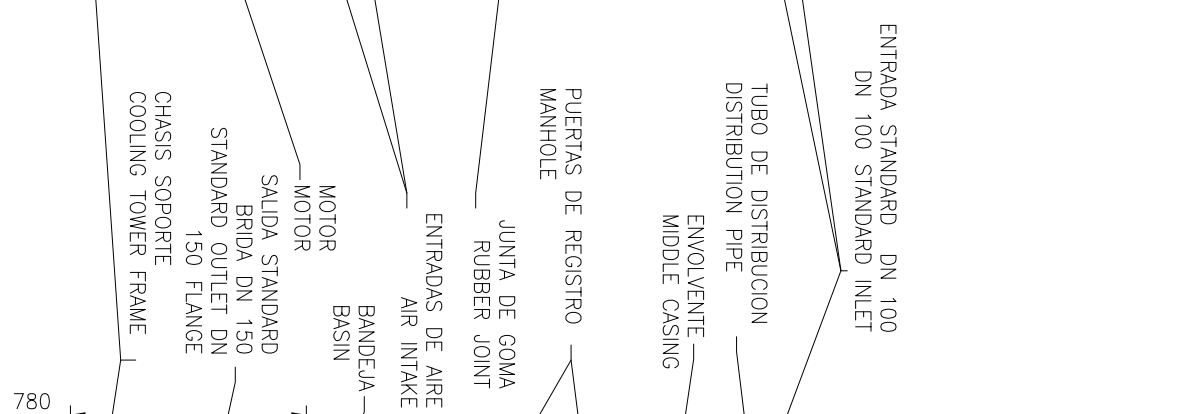 ENTRADA STANDARD DN 100
DN 100 STANDARD INLET
TUBO DE DISTRIBUCION
DISTRIBUTION PIPE
ENVOLVENTE
MIDDLE CASING
PUERTAS DE REGISTRO
MANHOLE
JUNTA DE GOMA
RUBBER JOINT
ENTRADAS DE AIRE
AIR INTAKE
BANDEJA
BASIN
MOTOR
MOTOR
SALIDA STANDARD
BRIDA DN 150
STANDARD OUTLET DN
150 FLANGE
CHASIS SOPORTE
COOLING TOWER FRAME
780